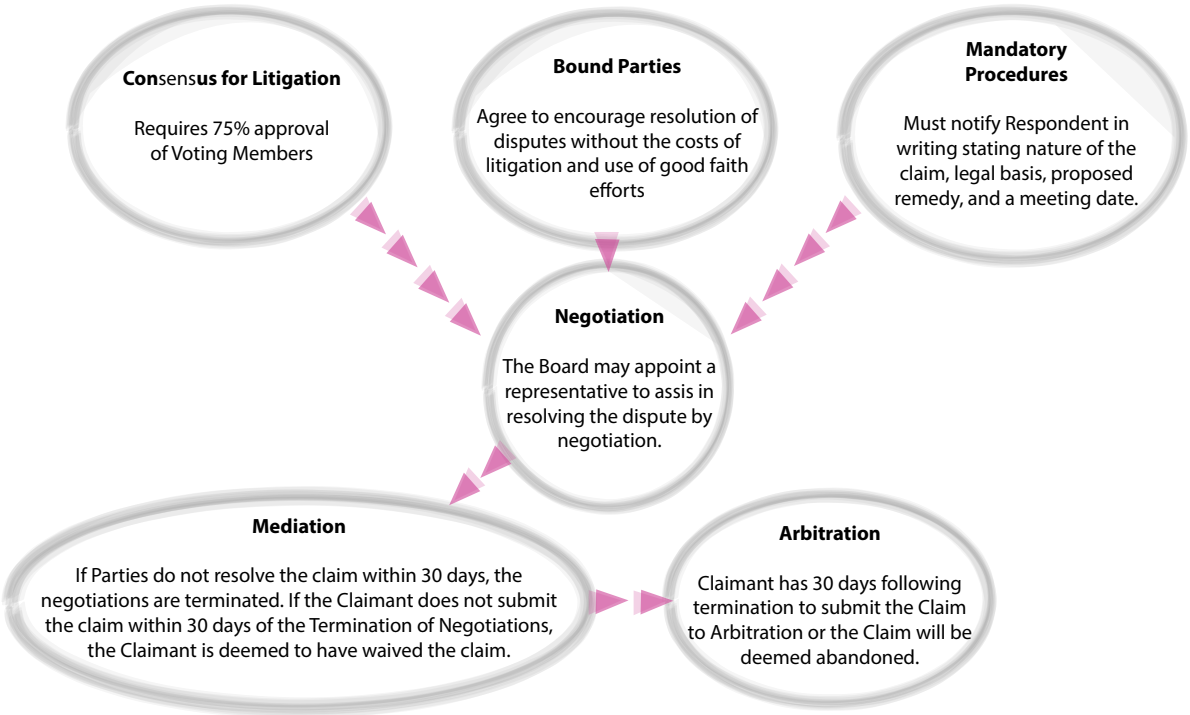 Consensus for Litigation
Requires 75% approval
of Voting Members
Bound Parties
Agree to encourage resolution of
disputes without the costs of
litigation and use of good faith
efforts
Mandatory
Procedures
Must notify Respondent in
writing stating nature of the
claim, legal basis, proposed
remedy, and a meeting date.
Negotiation
The Board may appoint a
representative to assis in
resolving the dispute by
negotiation.
Mediation
If Parties do not resolve the claim within 30 days, the
negotiations are terminated. If the Claimant does not submit
the claim within 30 days of the Termination of Negotiations,
the Claimant is deemed to have waived the claim.
Arbitration
Claimant has 30 days following
termination to submit the Claim
to Arbitration or the Claim will be
deemed abandoned.